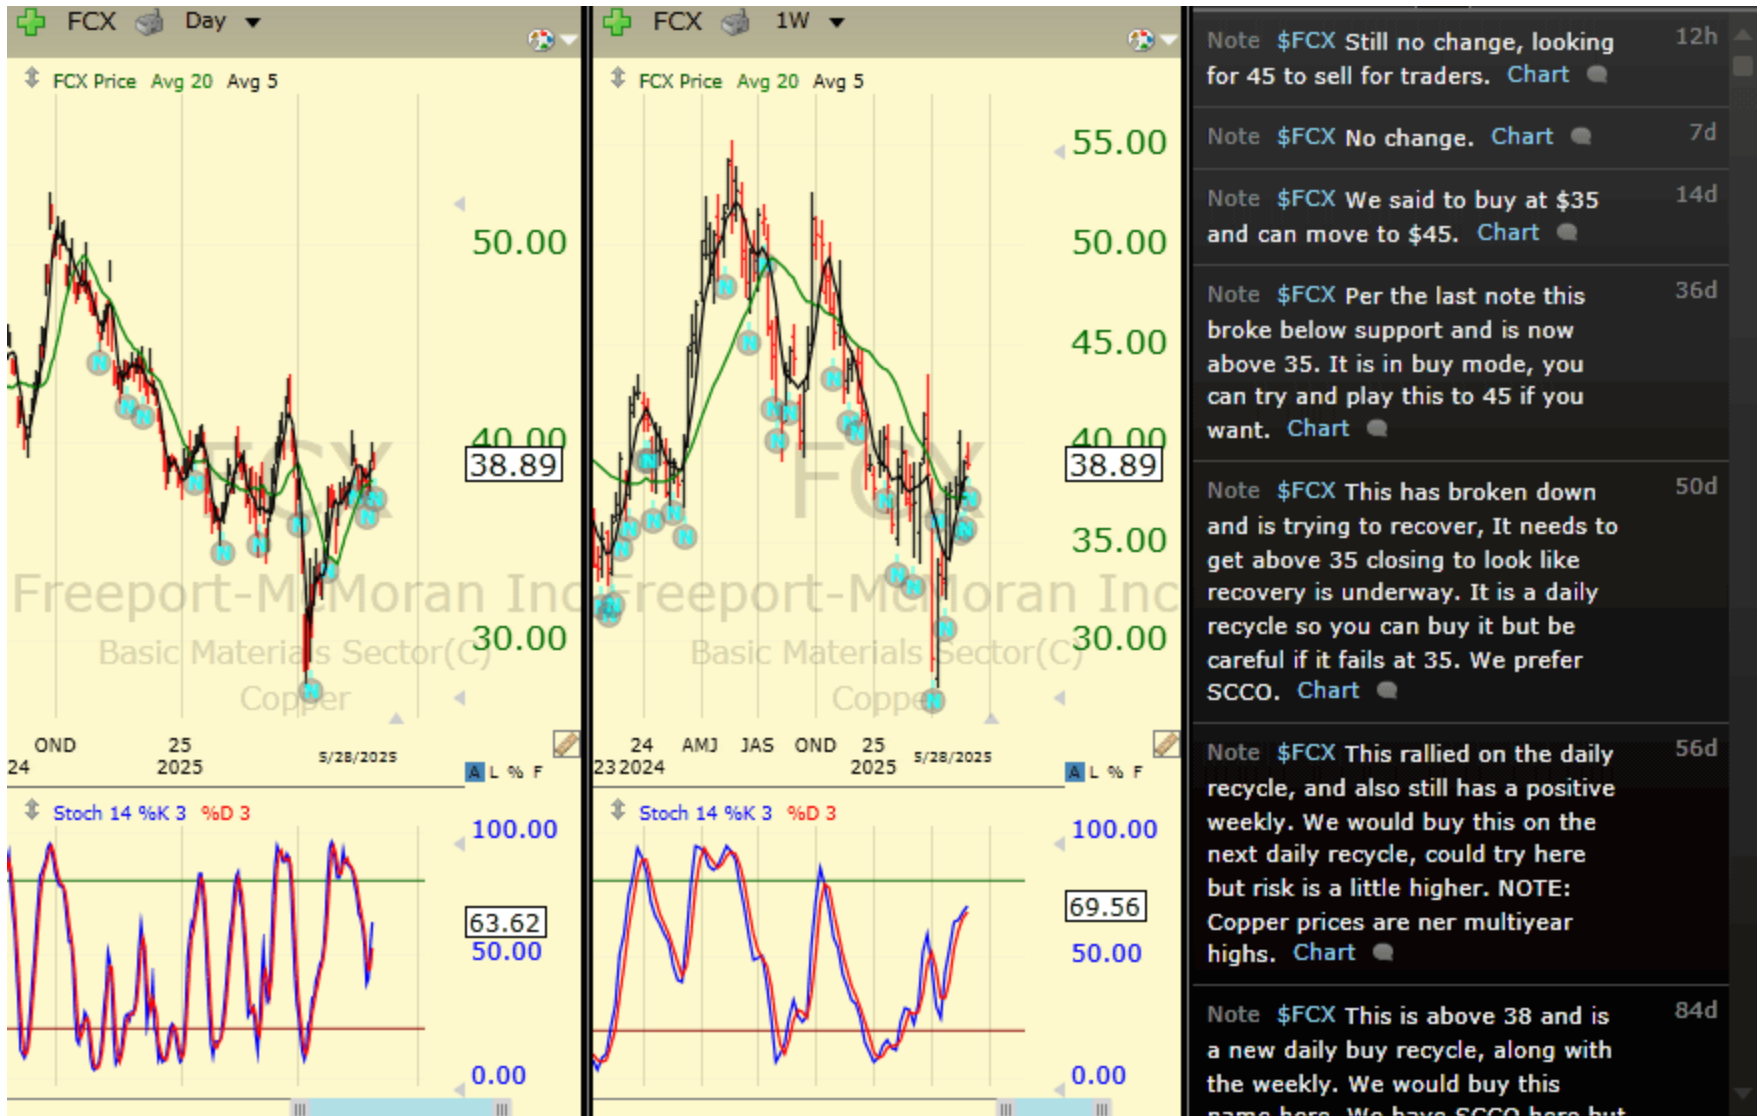 FCX Day
FCX Price Avg 20 Avg 5
50.00
40.00
38.89
30.00
FCX
Freeport-McMoran Inc
Basic Materials Sector(C)
Copper
OND 25
24 2025 5/28/2025
A L % F
Stoch 14 %K 3 %D 3
100.00
63.62
50.00
0.00
FCX 1W
FCX Price Avg 20 Avg 5
55.00
50.00
45.00
40.00
38.89
35.00
30.00
FCX
Freeport-McMoran Inc
Basic Materials Sector(C)
Copper
24 AMJ JAS OND 25
23 2024 2025 5/28/2025
A L % F
Stoch 14 %K 3 %D 3
100.00
69.56
50.00
0.00
Note $FCX Still no change, looking 12h
for 45 to sell for traders. Chart
Note $FCX No change. Chart 7d
Note $FCX We said to buy at $35 14d
and can move to $45. Chart
Note $FCX Per the last note this 36d
broke below support and is now
above 35. It is in buy mode, you
can try and play this to 45 if you
want. Chart
Note $FCX This has broken down 50d
and is trying to recover, It needs to
get above 35 closing to look like
recovery is underway. It is a daily
recycle so you can buy it but be
careful if it fails at 35. We prefer
SCCO. Chart
Note $FCX This rallied on the daily 56d
recycle, and also still has a positive
weekly. We would buy this on the
next daily recycle, could try here
but risk is a little higher. NOTE:
Copper prices are ner multiyear
highs. Chart
Note $FCX This is above 38 and is 84d
a new daily buy recycle, along with
the weekly. We would buy this
name here. We have SCCO here but